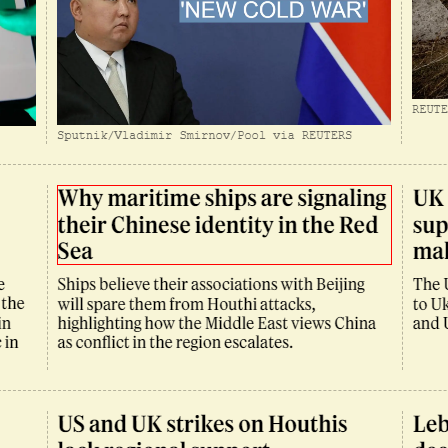 'NEW COLD WAR'
REUTE
Sputnik/Vladimir Smirnov/Pool via REUTERS
Why maritime ships are signaling
their Chinese identity in the Red
Sea
UK
sup
mal
Ships believe their associations with Beijing
will spare them from Houthi attacks,
highlighting how the Middle East views China
as conflict in the region escalates.
e
the
in
in
The U
to Uk
and U
US and UK strikes on Houthis
Leb